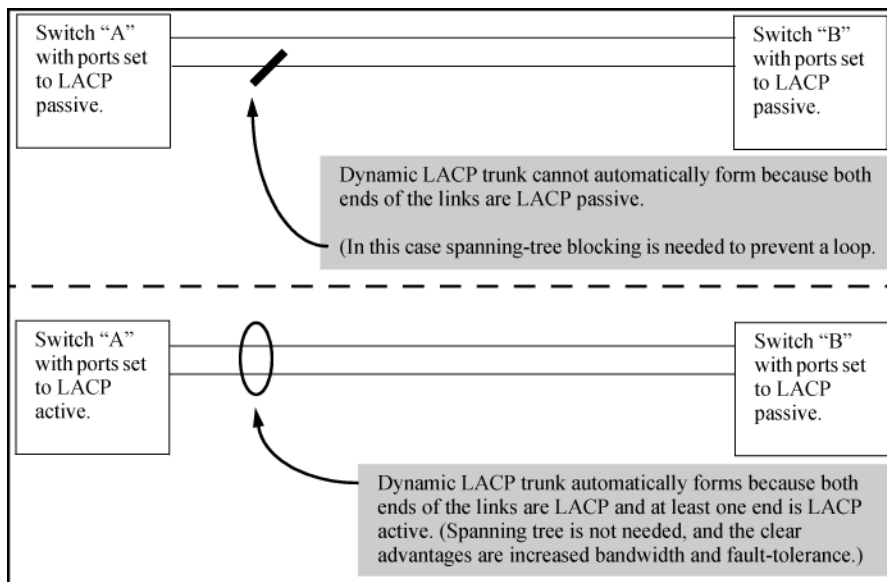 Switch “A”
with ports set
to LACP
passive.
Switch “B”
with ports set
to LACP
passive.
Dynamic LACP trunk cannot automatically form because both
ends of the links are LACP passive.
(In this case spanning-tree blocking is needed to prevent a loop.
Switch “A”
with ports set
to LACP
active.
Switch “B”
with ports set
to LACP
passive.
Dynamic LACP trunk automatically forms because both
ends of the links are LACP and at least one end is LACP
active. (Spanning tree is not needed, and the clear
advantages are increased bandwidth and fault-tolerance.)